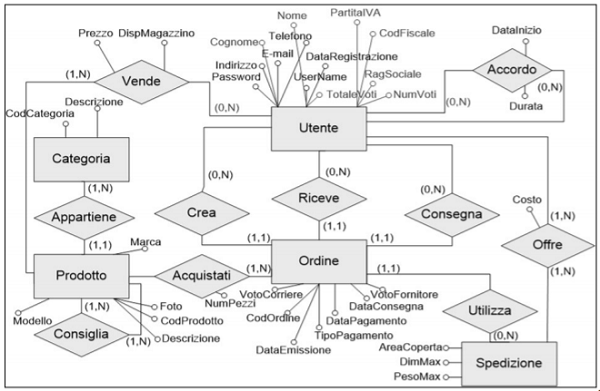 Nome
PartitaIVA
Prezzo
DispMagazzino
Cognome
Telefono
CodFiscale
DataInizio
E-mail
DataRegistrazione
(1,N)
Vende
Indirizzo
Password
UserName
RagSociale
Accordo
(0,N)
TotaleVoti
NumVoti
(0,N)
CodCategoria
Descrizione
(0,N)
(0,N)
Durata
Utente
Categoria
(0,N)
(0,N)
(0,N)
(1,N)
Riceve
Costo
Appartiene
Crea
Consegna
(1,N)
(1,1)
(1,1)
(1,1)
(1,1)
Offre
Marca
(1,N)
Prodotto
Acquistati
(1,N)
Ordine
(1,1)
NumPezzi
VotoCorriere
VotoFornitore
DataConsegna
(1,N)
Foto
CodOrdine
DataPagamento
Utilizza
Modello
CodProdotto
TipoPagamento
Consiglia
(1,N)
Descrizione
DataEmissione
(0,N)
AreaCoperta
DimMax
Spedizione
PesoMax